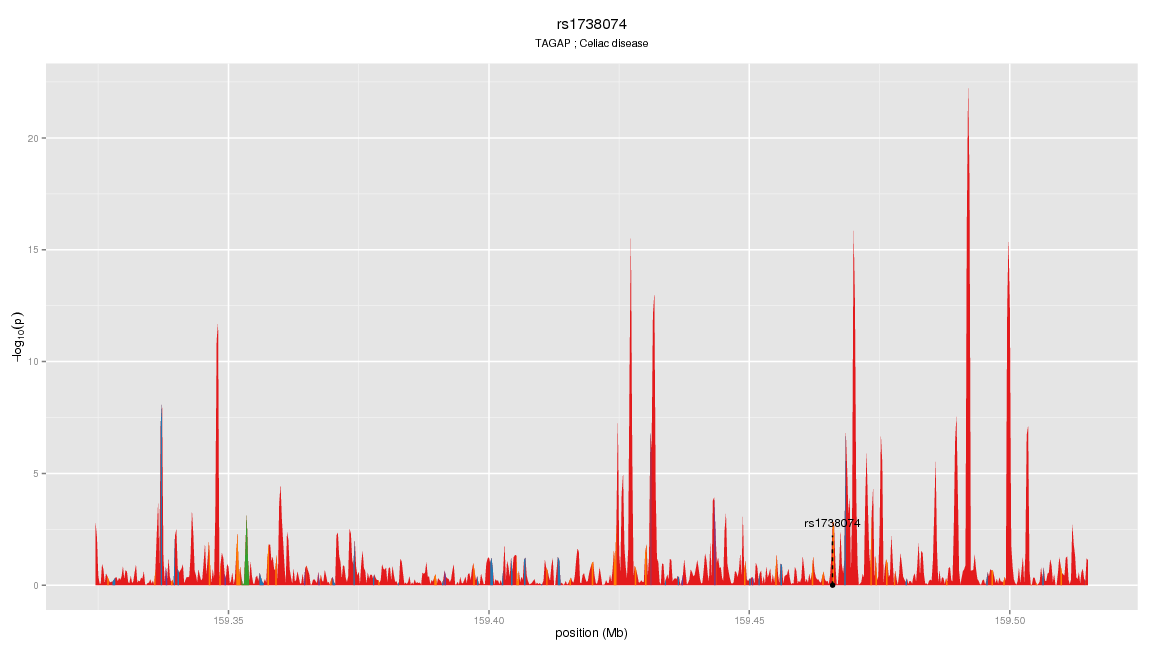 rs1738074
TAGAP ; Celiac disease
20
15
10
5
0
−log10(p)
rs1738074
159.35
159.40
159.45
159.50
position (Mb)